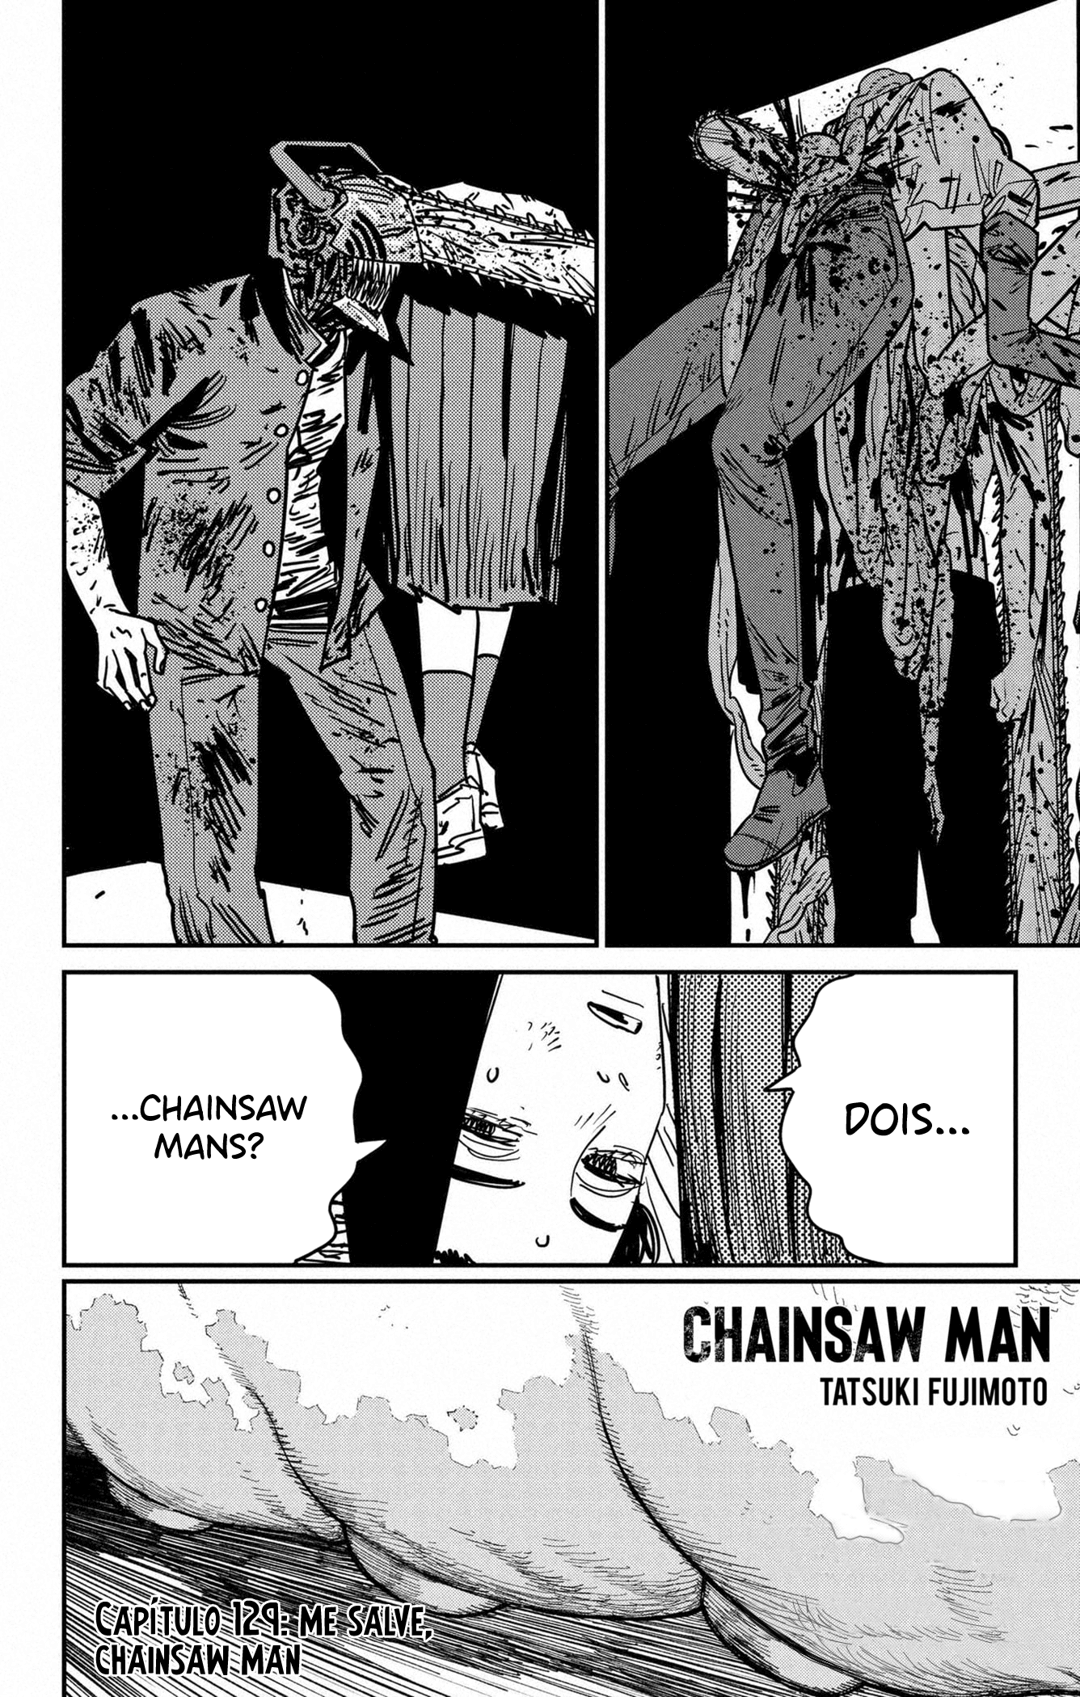 DOIS...
...CHAINSAW
MANS?
CHAINSAW MAN
TATSUKI FUJIMOTO
CAPÍTULO 129: ME SALVE,
CHAINSAW MAN